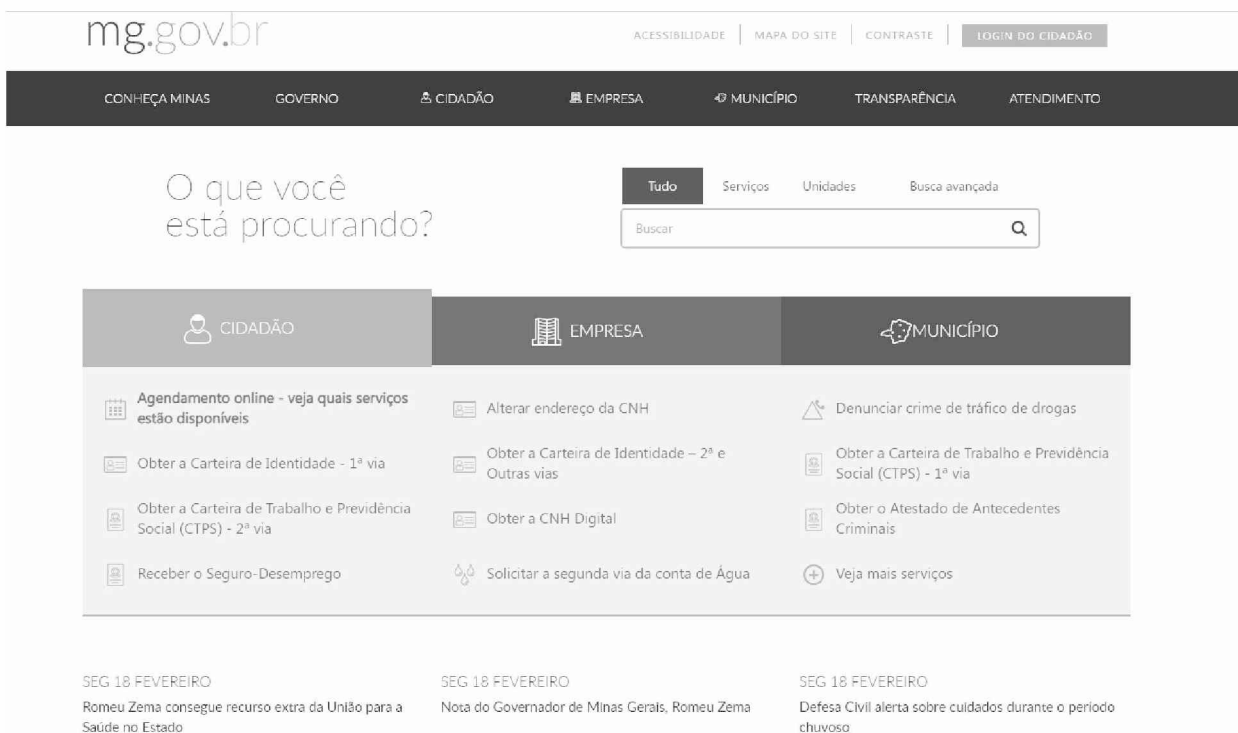 mg.gov.br
ACESSIBILIDADE MAPA DO SITE CONTRASTE LOGIN DO CIDADÃO
CONHEÇA MINAS GOVERNO CIDADÃO EMPRESA MUNICÍPIO TRANSPARÊNCIA ATENDIMENTO
O que você
está procurando?
Tudo Serviços Unidades Busca avançada
Buscar
CIDADÃO EMPRESA MUNICÍPIO
Agendamento online - veja quais serviços
estão disponíveis
Alterar endereço da CNH
Denunciar crime de tráfico de drogas
Obter a Carteira de Identidade - 1ª via
Obter a Carteira de Identidade – 2ª e
Outras vias
Obter a Carteira de Trabalho e Previdência
Social (CTPS) - 1ª via
Obter a Carteira de Trabalho e Previdência
Social (CTPS) - 2ª via
Obter a CNH Digital
Obter o Atestado de Antecedentes
Criminais
Receber o Seguro-Desemprego
Solicitar a segunda via da conta de Água
Veja mais serviços
SEG 18 FEVEREIRO
Romeu Zema consegue recurso extra da União para a
Saúde no Estado
SEG 18 FEVEREIRO
Nota do Governador de Minas Gerais, Romeu Zema
SEG 18 FEVEREIRO
Defesa Civil alerta sobre cuidados durante o período
chuvoso